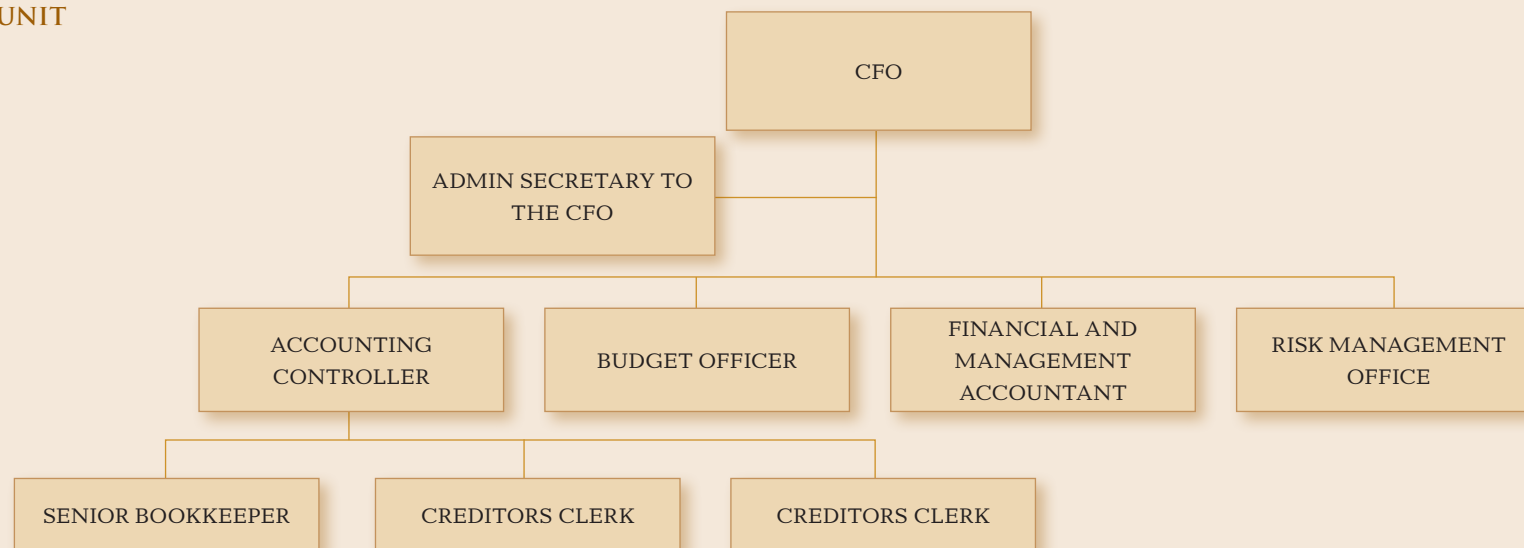 UNIT
CFO
ADMIN SECRETARY TO
THE CFO
ACCOUNTING
CONTROLLER
BUDGET OFFICER
FINANCIAL AND
MANAGEMENT
ACCOUNTANT
RISK MANAGEMENT
OFFICE
SENIOR BOOKKEEPER
CREDITORS CLERK
CREDITORS CLERK